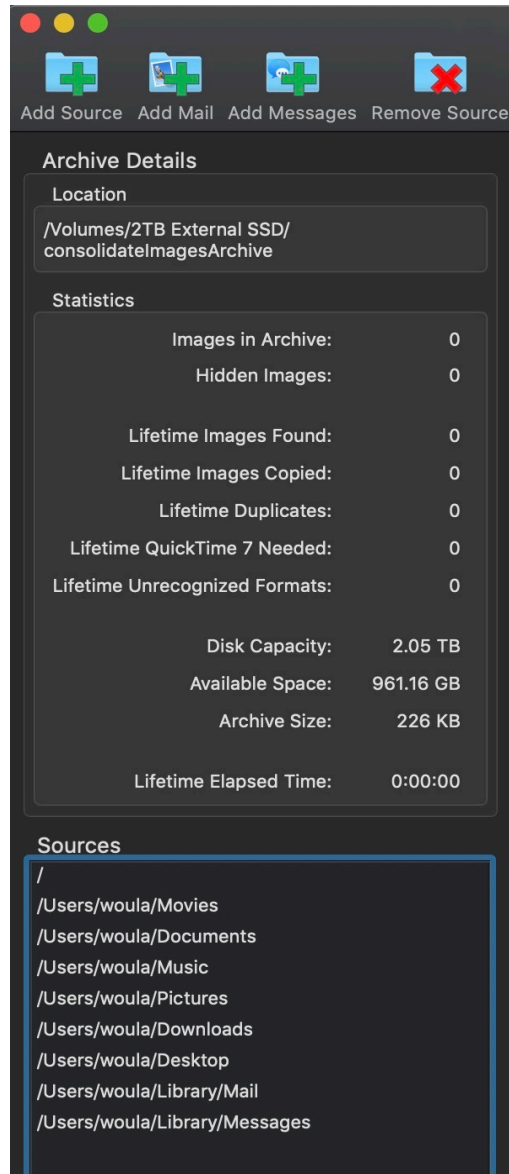 Add Source Add Mail Add Messages Remove Source
Archive Details
Location
/Volumes/2TB External SSD/
consolidateImagesArchive
Statistics
Images in Archive: 0
Hidden Images: 0
Lifetime Images Found: 0
Lifetime Images Copied: 0
Lifetime Duplicates: 0
Lifetime QuickTime 7 Needed: 0
Lifetime Unrecognized Formats: 0
Disk Capacity: 2.05 TB
Available Space: 961.16 GB
Archive Size: 226 KB
Lifetime Elapsed Time: 0:00:00
Sources
/
/Users/woula/Movies
/Users/woula/Documents
/Users/woula/Music
/Users/woula/Pictures
/Users/woula/Downloads
/Users/woula/Desktop
/Users/woula/Library/Mail
/Users/woula/Library/Messages